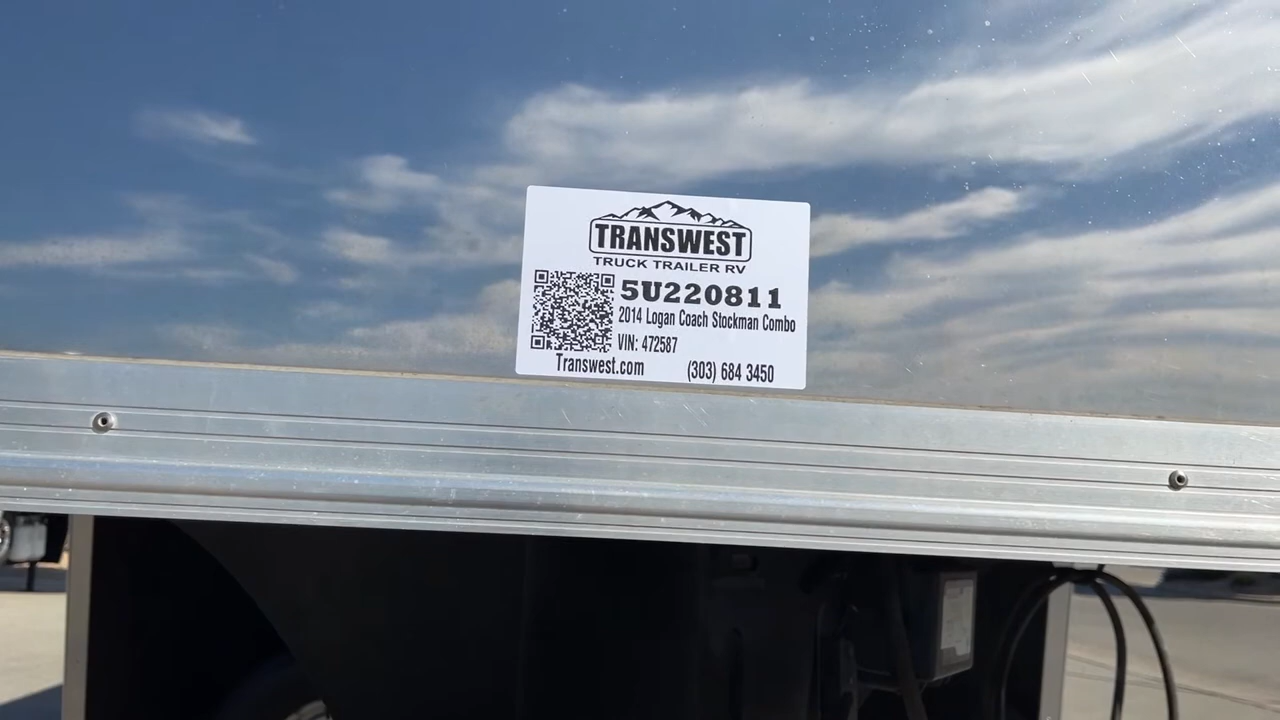 TRANSWEST
TRUCK TRAILER RV
5U220811
2014 Logan Coach Stockman Combo
VIN: 472587
Transwest.com (303) 684 3450